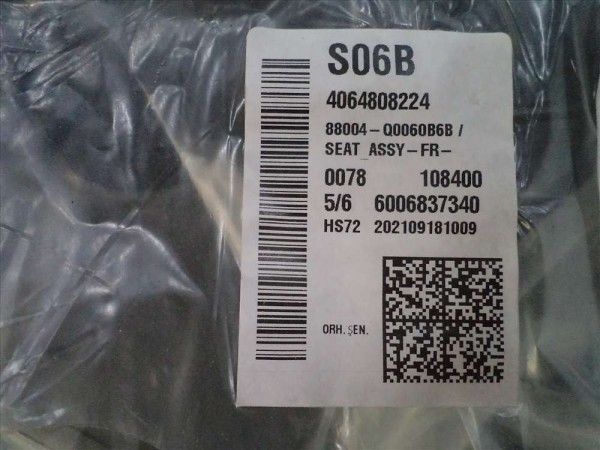 S06B
4064808224
88004-Q0060B6B /
SEAT_ASSY-FR-
0078 108400
5/6 6006837340
HS72 202109181009
ORH. ŞEN.